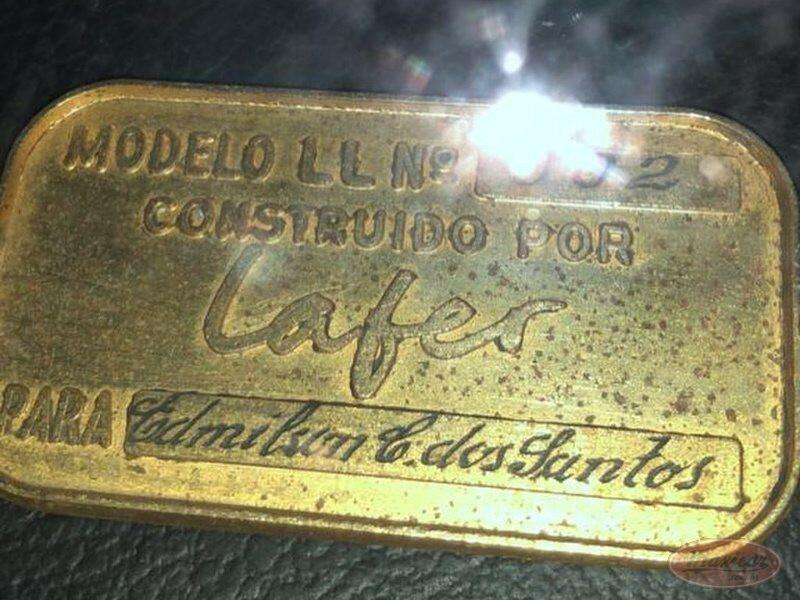 MODELO LL Nº
CONSTRUIDO POR
Lafer
PARA Edmilson C. dos Santos